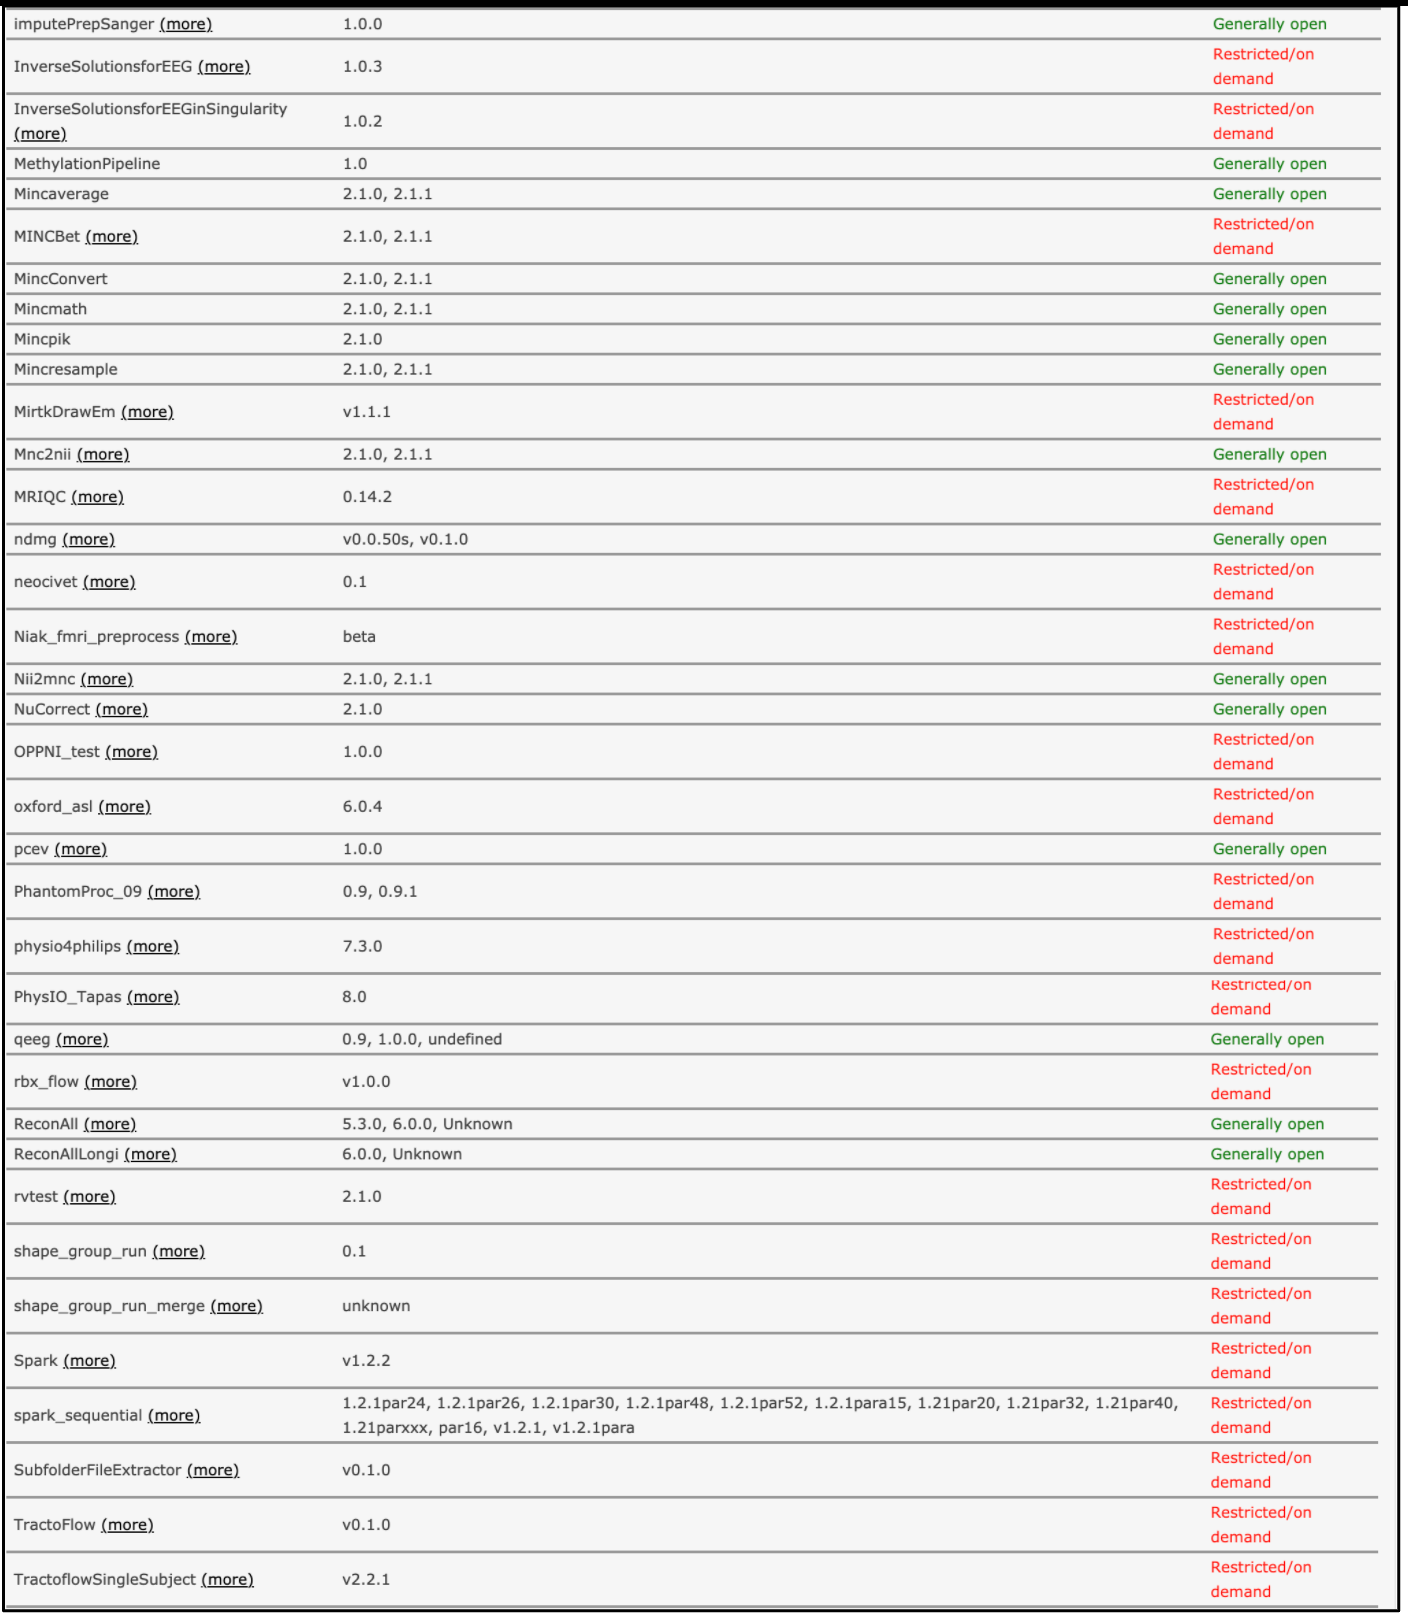 imputePrepSanger (more) 1.0.0 Generally open
InverseSolutionsforEEG (more) 1.0.3 Restricted/on
demand
InverseSolutionsforEEGinSingularity
(more) 1.0.2 Restricted/on
demand
MethylationPipeline 1.0 Generally open
Mincaverage 2.1.0, 2.1.1 Generally open
MINCBet (more) 2.1.0, 2.1.1 Restricted/on
demand
MincConvert 2.1.0, 2.1.1 Generally open
Mincmath 2.1.0, 2.1.1 Generally open
Mincpik 2.1.0 Generally open
Mincresample 2.1.0, 2.1.1 Generally open
MirtkDrawEm (more) v1.1.1 Restricted/on
demand
Mnc2nii (more) 2.1.0, 2.1.1 Generally open
MRIQC (more) 0.14.2 Restricted/on
demand
ndmg (more) v0.0.50s, v0.1.0 Generally open
neocivet (more) 0.1 Restricted/on
demand
Niak_fmri_preprocess (more) beta Restricted/on
demand
Nii2mnc (more) 2.1.0, 2.1.1 Generally open
NuCorrect (more) 2.1.0 Generally open
OPPNI_test (more) 1.0.0 Restricted/on
demand
oxford_asl (more) 6.0.4 Restricted/on
demand
pcev (more) 1.0.0 Generally open
PhantomProc_09 (more) 0.9, 0.9.1 Restricted/on
demand
physio4philips (more) 7.3.0 Restricted/on
demand
PhysIO_Tapas (more) 8.0 Restricted/on
demand
qeeg (more) 0.9, 1.0.0, undefined Generally open
rbx_flow (more) v1.0.0 Restricted/on
demand
ReconAll (more) 5.3.0, 6.0.0, Unknown Generally open
ReconAllLongi (more) 6.0.0, Unknown Generally open
rvtest (more) 2.1.0 Restricted/on
demand
shape_group_run (more) 0.1 Restricted/on
demand
shape_group_run_merge (more) unknown Restricted/on
demand
Spark (more) v1.2.2 Restricted/on
demand
spark_sequential (more) 1.2.1par24, 1.2.1par26, 1.2.1par30, 1.2.1par48, 1.2.1par52, 1.2.1para15, 1.21par20, 1.21par32, 1.21par40, Restricted/on
1.21parxxx, par16, v1.2.1, v1.2.1para demand
SubfolderFileExtractor (more) v0.1.0 Restricted/on
demand
TractoFlow (more) v0.1.0 Restricted/on
demand
TractoflowSingleSubject (more) v2.2.1 Restricted/on
demand